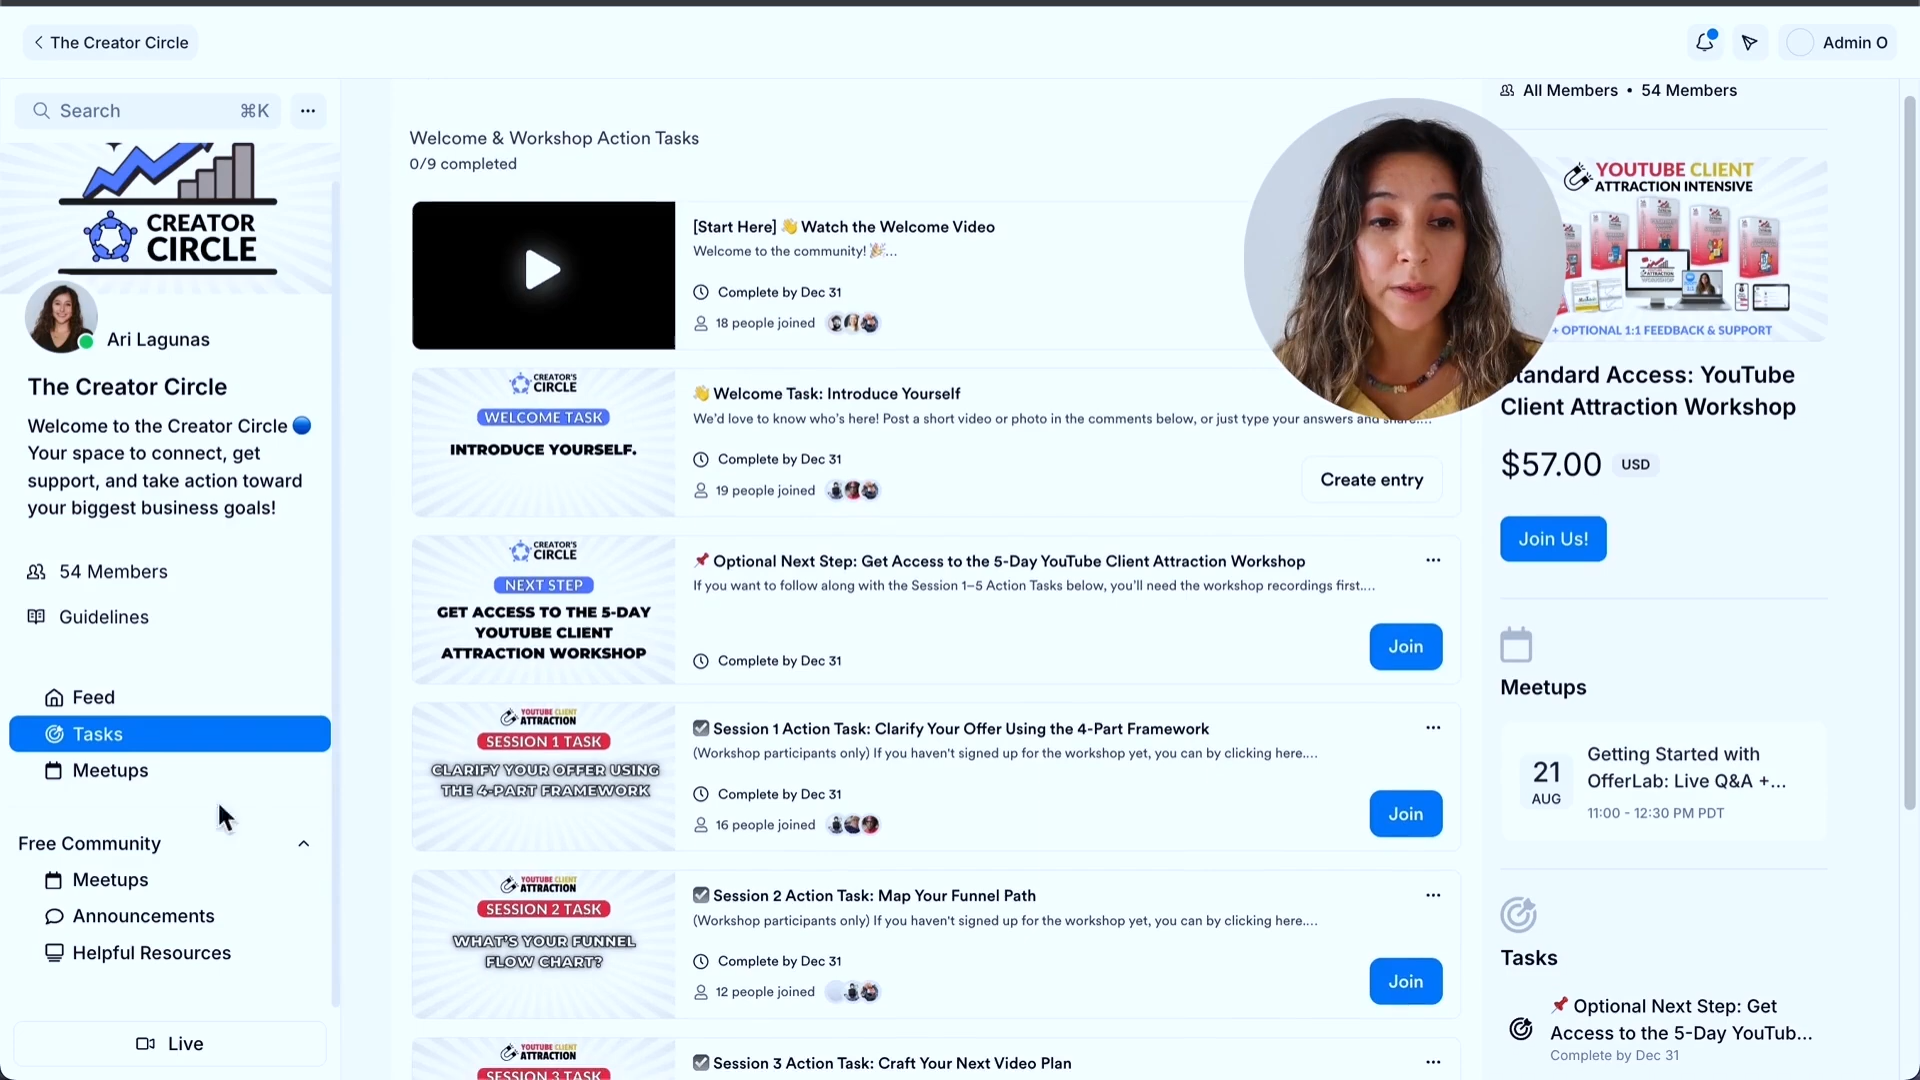 The Creator Circle
Admin O
Search
⌘K
CREATOR
CIRCLE
Ari Lagunas
The Creator Circle
Welcome to the Creator Circle 🔵
Your space to connect, get
support, and take action toward
your biggest business goals!
54 Members
Guidelines
Feed
Tasks
Meetups
Free Community
Meetups
Announcements
Helpful Resources
Live
Welcome & Workshop Action Tasks
0/9 completed
[Start Here] 👋 Watch the Welcome Video
Welcome to the community! 🎉...
Complete by Dec 31
18 people joined
CREATOR'S
CIRCLE
WELCOME TASK
INTRODUCE YOURSELF.
👋 Welcome Task: Introduce Yourself
We'd love to know who's here! Post a short video or photo in the comments below, or just type your answers and share....
Complete by Dec 31
19 people joined
Create entry
CREATOR'S
CIRCLE
NEXT STEP
GET ACCESS TO THE 5-DAY
YOUTUBE CLIENT
ATTRACTION WORKSHOP
📌 Optional Next Step: Get Access to the 5-Day YouTube Client Attraction Workshop
If you want to follow along with the Session 1–5 Action Tasks below, you'll need the workshop recordings first....
Complete by Dec 31
Join
YOUTUBE CLIENT
ATTRACTION
SESSION 1 TASK
CLARIFY YOUR OFFER USING
THE 4-PART FRAMEWORK
☑️ Session 1 Action Task: Clarify Your Offer Using the 4-Part Framework
(Workshop participants only) If you haven't signed up for the workshop yet, you can by clicking here....
Complete by Dec 31
16 people joined
Join
YOUTUBE CLIENT
ATTRACTION
SESSION 2 TASK
WHAT'S YOUR FUNNEL
FLOW CHART?
☑️ Session 2 Action Task: Map Your Funnel Path
(Workshop participants only) If you haven't signed up for the workshop yet, you can by clicking here....
Complete by Dec 31
12 people joined
Join
YOUTUBE CLIENT
ATTRACTION
SESSION 3 TASK
☑️ Session 3 Action Task: Craft Your Next Video Plan
All Members • 54 Members
YOUTUBE CLIENT
ATTRACTION INTENSIVE
+ OPTIONAL 1:1 FEEDBACK & SUPPORT
Standard Access: YouTube
Client Attraction Workshop
$57.00 USD
Join Us!
Meetups
21
AUG
Getting Started with
OfferLab: Live Q&A +...
11:00 - 12:30 PM PDT
Tasks
📌 Optional Next Step: Get
Access to the 5-Day YouTub...
Complete by Dec 31